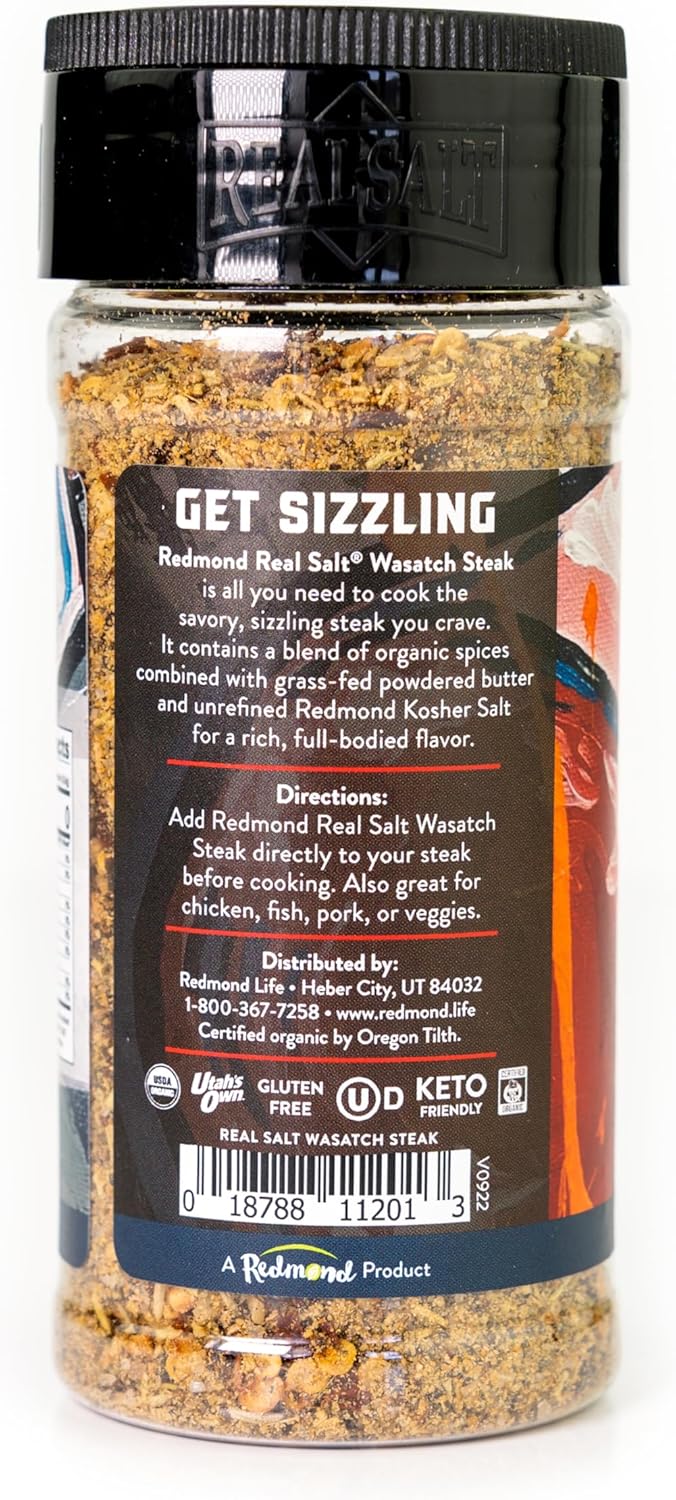 REAL SALT
GET SIZZLING
Redmond Real Salt® Wasatch Steak
is all you need to cook the
savory, sizzling steak you crave.
It contains a blend of organic spices
combined with grass-fed powdered butter
and unrefined Redmond Kosher Salt
for a rich, full-bodied flavor.
Directions:
Add Redmond Real Salt Wasatch
Steak directly to your steak
before cooking. Also great for
chicken, fish, pork, or veggies.
Distributed by:
Redmond Life • Heber City, UT 84032
1-800-367-7258 • www.redmond.life
Certified organic by Oregon Tilth.
USDA ORGANIC
Utah's Own
GLUTEN FREE
U D
KETO FRIENDLY
CERTIFIED ORGANIC
REAL SALT WASATCH STEAK
0 18788 11201 3
V0922
A Redmond Product